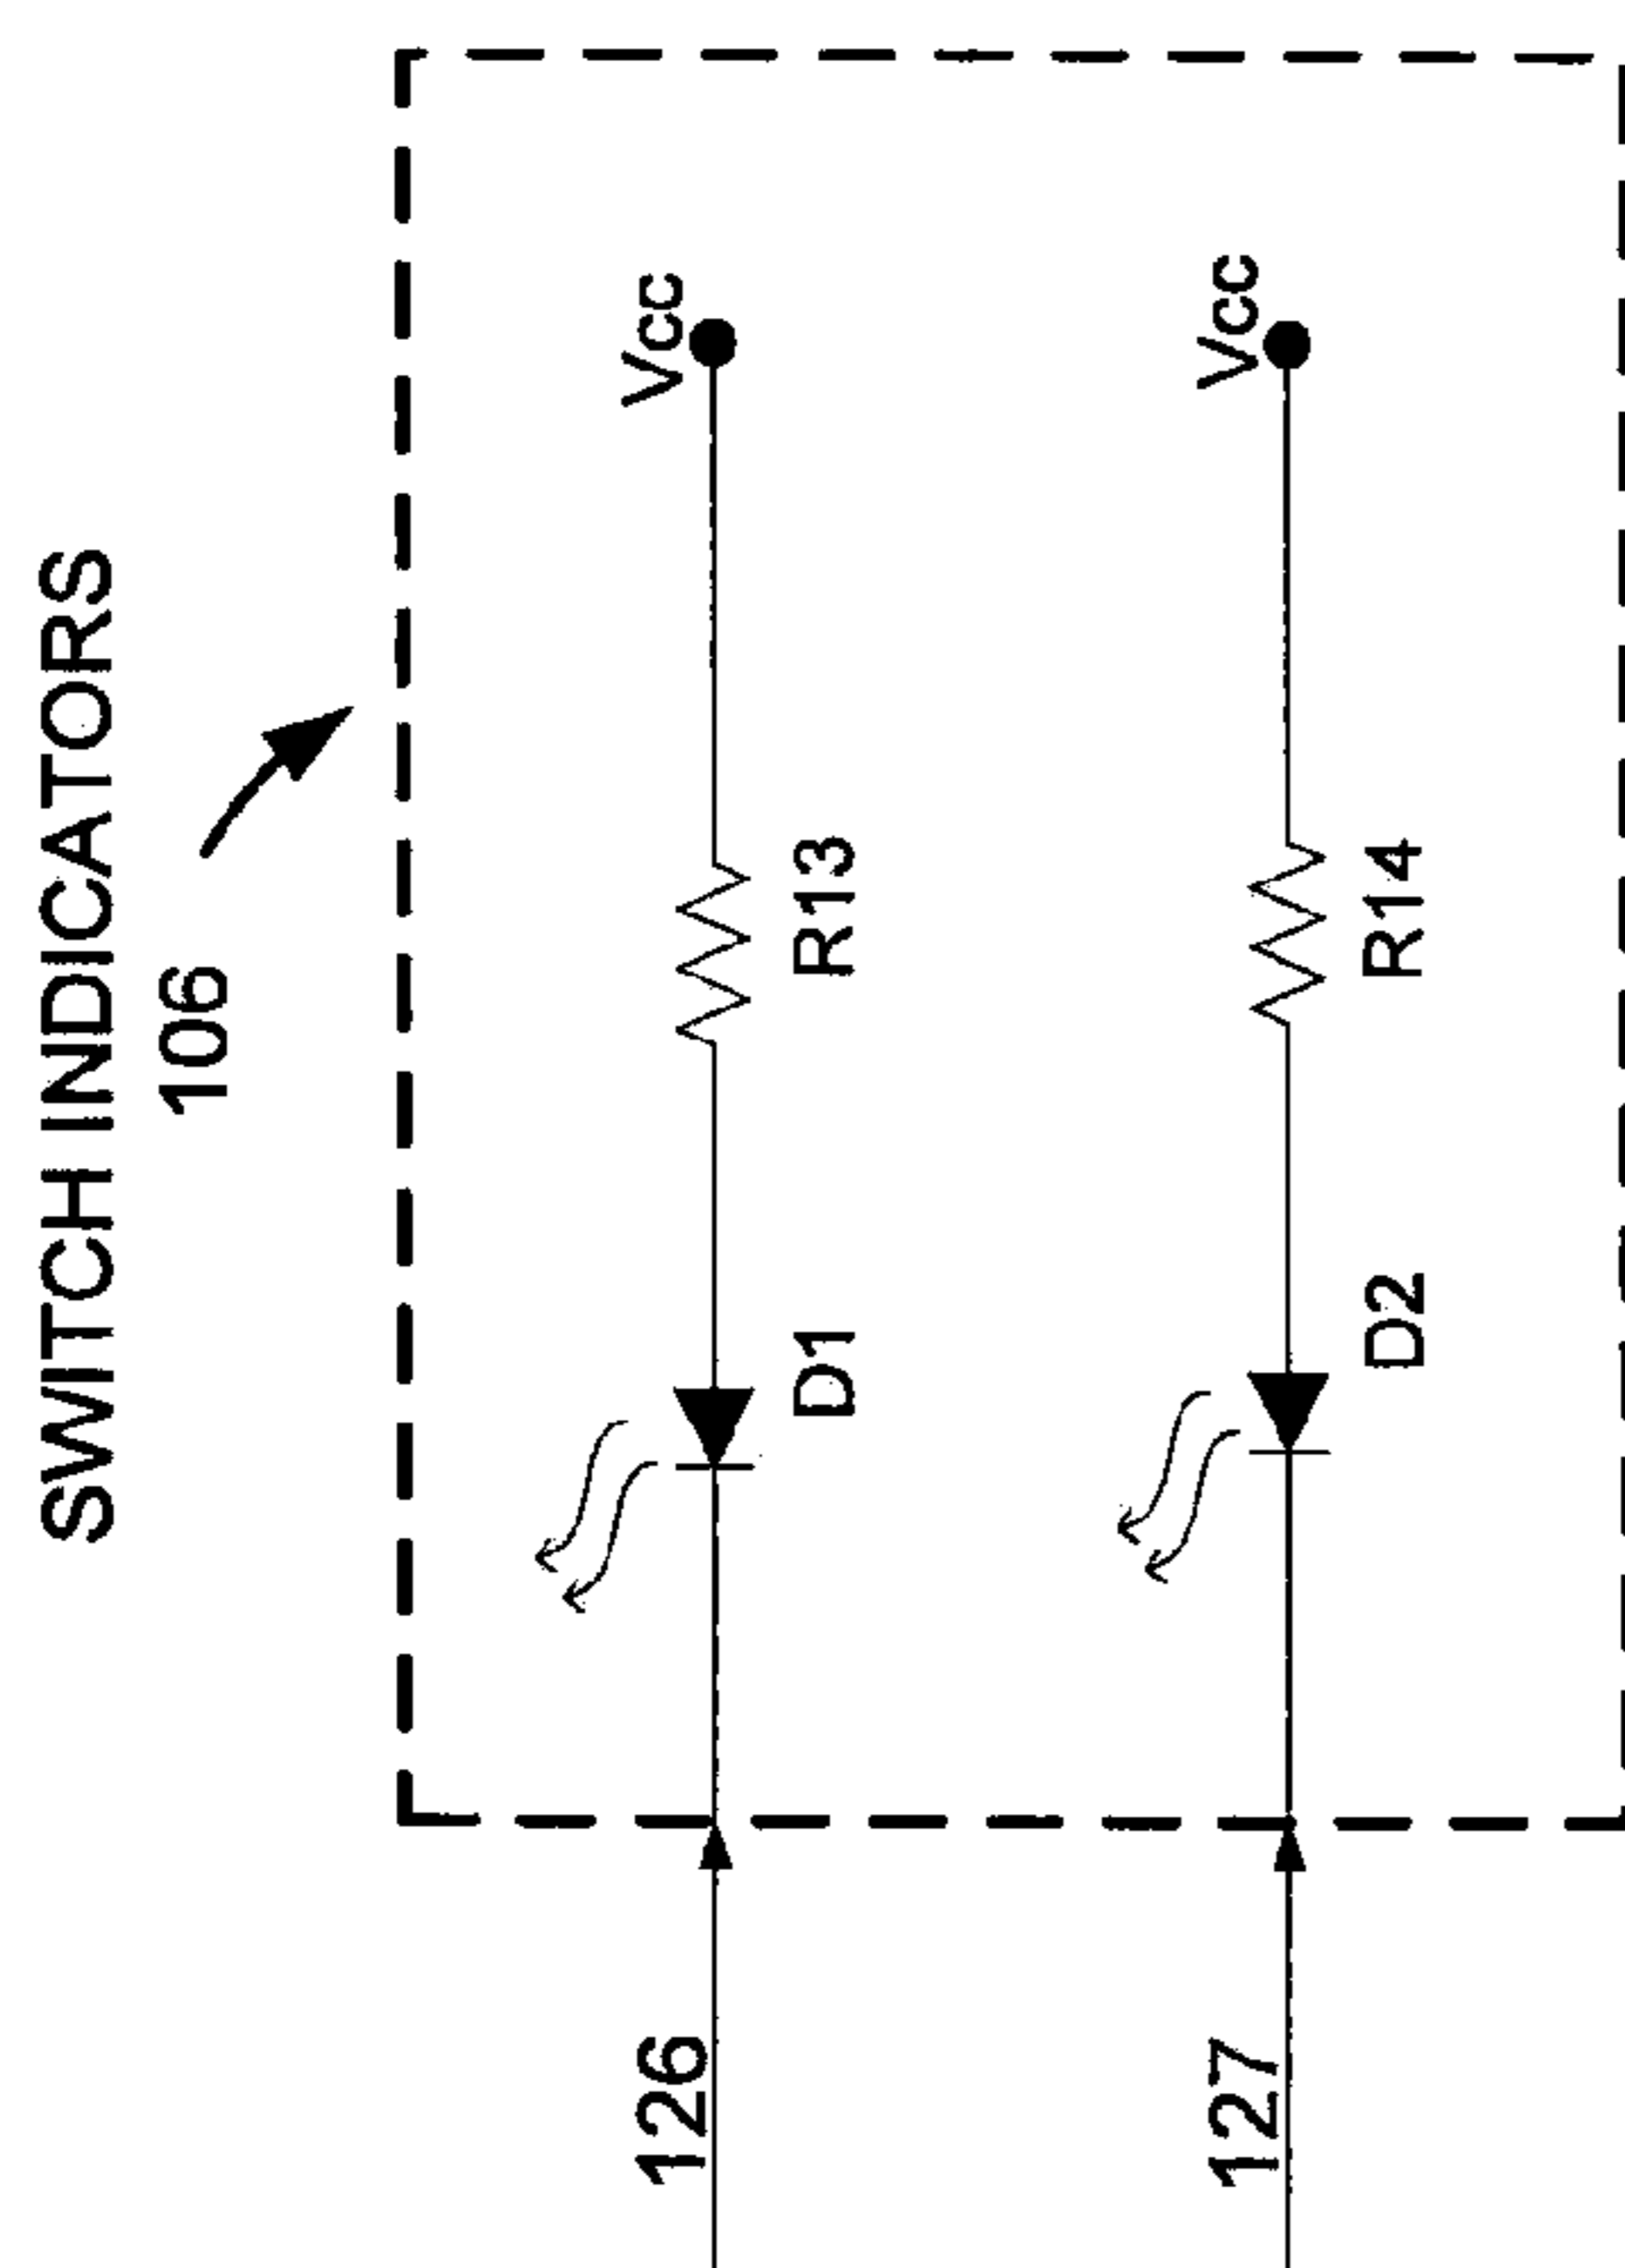 SWITCH INDICATORS
106
126
D1
R13
Vcc
127
D2
R14
Vcc